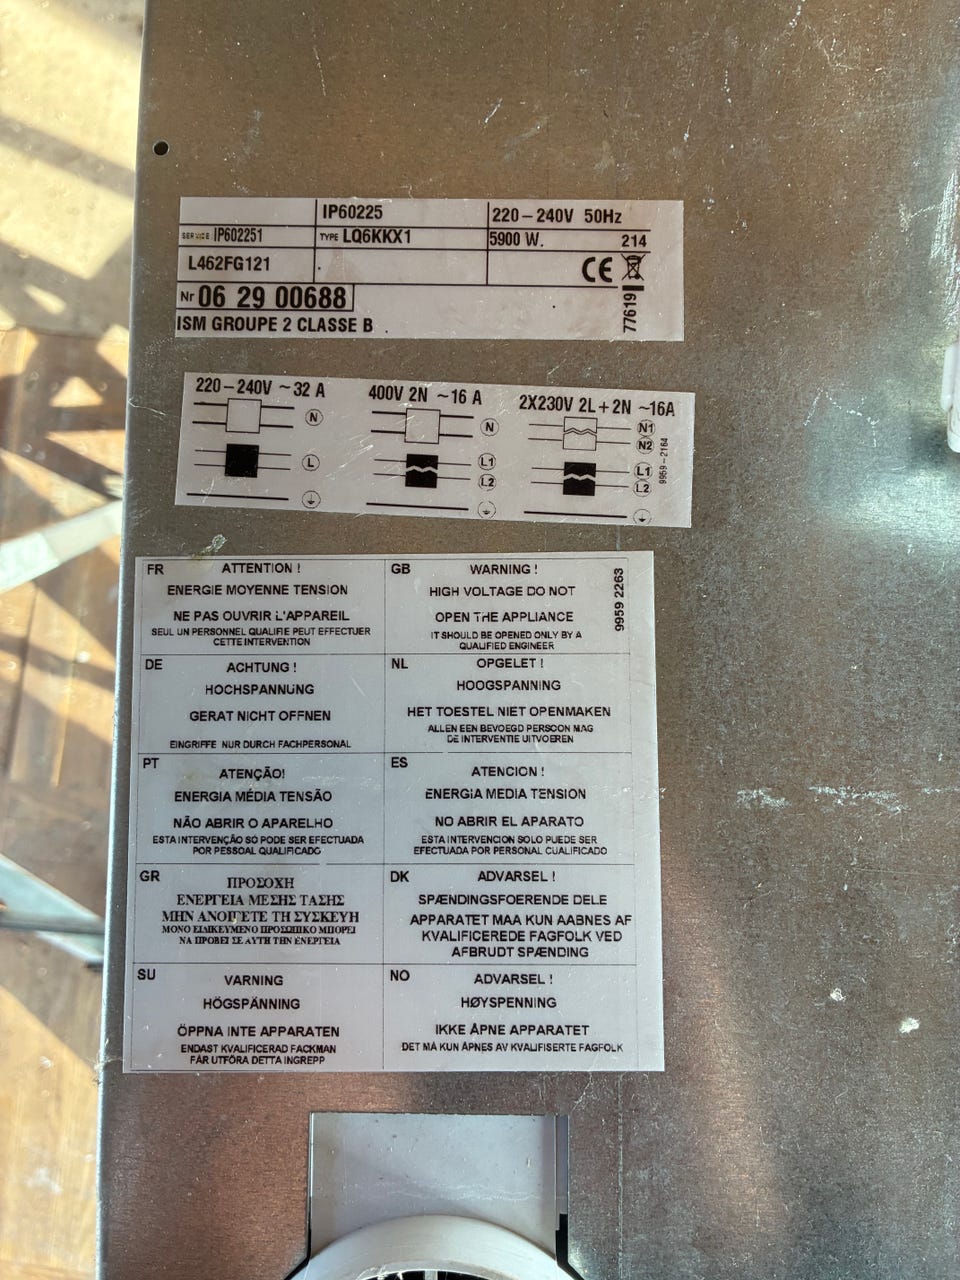 IP60225
220-240V 50Hz
SERVICE IP602251
TYPE LQ6KKX1
5900 W. 214
L462FG121
CE
Nr 06 29 00688
77619
ISM GROUPE 2 CLASSE B
220-240V ~32 A
N
L
400V 2N ~16 A
N
L1
L2
2X230V 2L+2N ~16A
N1
N2
L1
L2
9959-2164
FR
ATTENTION !
ENERGIE MOYENNE TENSION
NE PAS OUVRIR L'APPAREIL
SEUL UN PERSONNEL QUALIFIE PEUT EFFECTUER
CETTE INTERVENTION
GB
WARNING !
HIGH VOLTAGE DO NOT
OPEN THE APPLIANCE
IT SHOULD BE OPENED ONLY BY A
QUALIFIED ENGINEER
9959 2263
DE
ACHTUNG !
HOCHSPANNUNG
GERAT NICHT OFFNEN
EINGRIFFE NUR DURCH FACHPERSONAL
NL
OPGELET !
HOOGSPANNING
HET TOESTEL NIET OPENMAKEN
ALLEN EEN BEVOEGD PERSOON MAG
DE INTERVENTIE UITVOEREN
PT
ATENÇÃO!
ENERGIA MÉDIA TENSÃO
NÃO ABRIR O APARELHO
ESTA INTERVENÇÃO SÓ PODE SER EFECTUADA
POR PESSOAL QUALIFICADO
ES
ATENCION !
ENERGIA MEDIA TENSION
NO ABRIR EL APARATO
ESTA INTERVENCION SOLO PUEDE SER
EFECTUADA POR PERSONAL CUALIFICADO
GR
ΠΡΟΣΟΧΗ
ΕΝΕΡΓΕΙΑ ΜΕΣΗΣ ΤΑΣΗΣ
ΜΗΝ ΑΝΟΙΓΕΤΕ ΤΗ ΣΥΣΚΕΥΗ
ΜΟΝΟ ΕΙΔΙΚΕΥΜΕΝΟ ΠΡΟΣΩΠΙΚΟ ΜΠΟΡΕΙ
ΝΑ ΠΡΟΒΕΙ ΣΕ ΑΥΤΗ ΤΗΝ ΕΝΕΡΓΕΙΑ
DK
ADVARSEL !
SPÆNDINGSFOERENDE DELE
APPARATET MAA KUN AABNES AF
KVALIFICEREDE FAGFOLK VED
AFBRUDT SPÆNDING
SU
VARNING
HÖGSPÄNNING
ÖPPNA INTE APPARATEN
ENDAST KVALIFICERAD FACKMAN
FÅR UTFÖRA DETTA INGREPP
NO
ADVARSEL !
HØYSPENNING
IKKE ÅPNE APPARATET
DET MÅ KUN ÅPNES AV KVALIFISERTE FAGFOLK